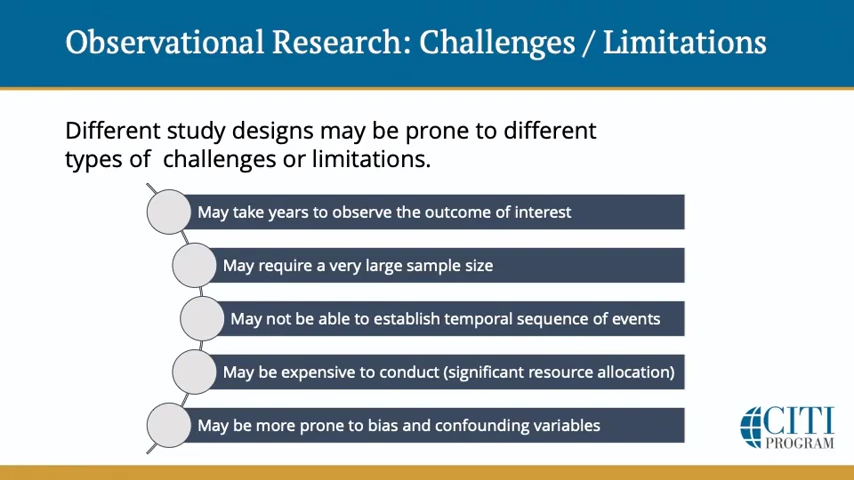 Observational Research: Challenges / Limitations
Different study designs may be prone to different
types of challenges or limitations.
May take years to observe the outcome of interest
May require a very large sample size
May not be able to establish temporal sequence of events
May be expensive to conduct (significant resource allocation)
May be more prone to bias and confounding variables
CITI
PROGRAM